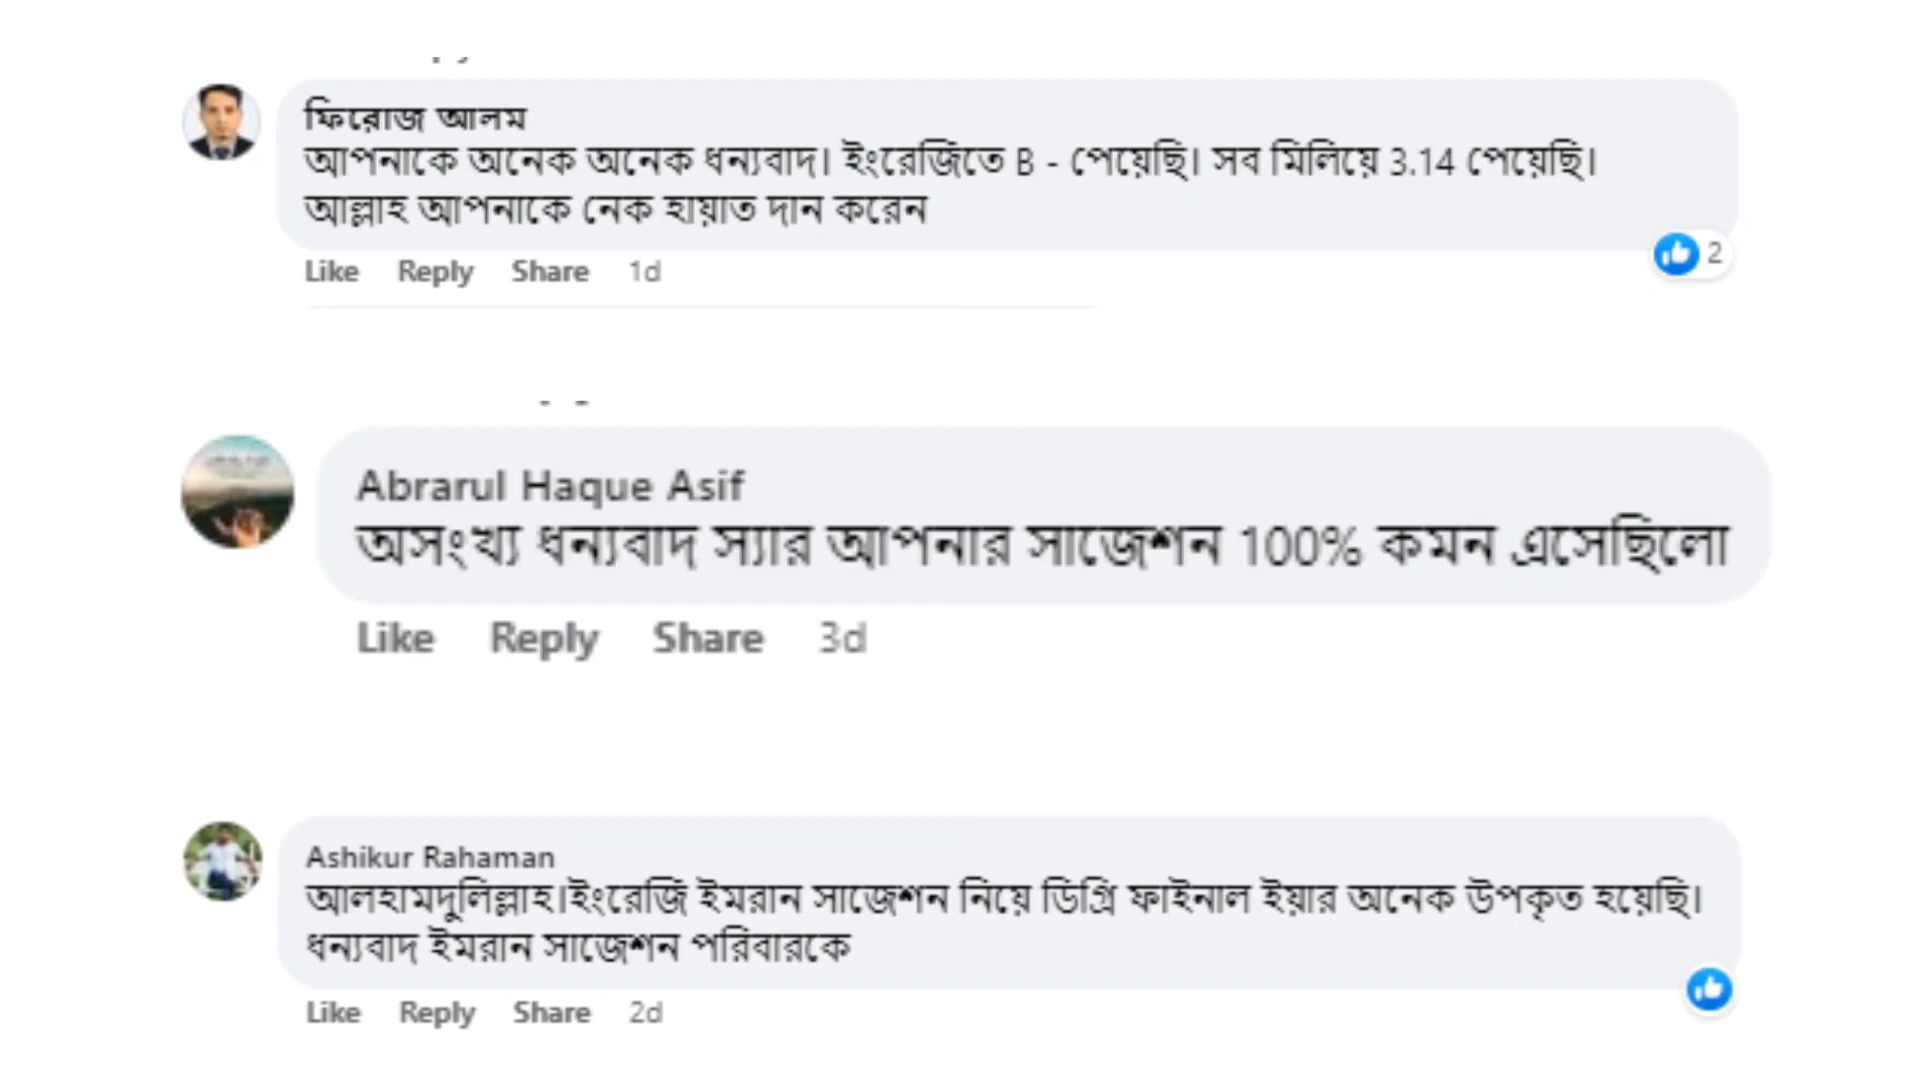 ফিরোজ আলম
আপনাকে অনেক অনেক ধন্যবাদ। ইংরেজিতে B - পেয়েছি। সব মিলিয়ে 3.14 পেয়েছি।
আল্লাহ আপনাকে নেক হায়াত দান করেন
Like Reply Share 1d
2
Abrarul Haque Asif
অসংখ্য ধন্যবাদ স্যার আপনার সাজেশন 100% কমন এসেছিলো
Like Reply Share 3d
Ashikur Rahaman
আলহামদুলিল্লাহ।ইংরেজি ইমরান সাজেশন নিয়ে ডিগ্রি ফাইনাল ইয়ার অনেক উপকৃত হয়েছি।
ধন্যবাদ ইমরান সাজেশন পরিবারকে
Like Reply Share 2d